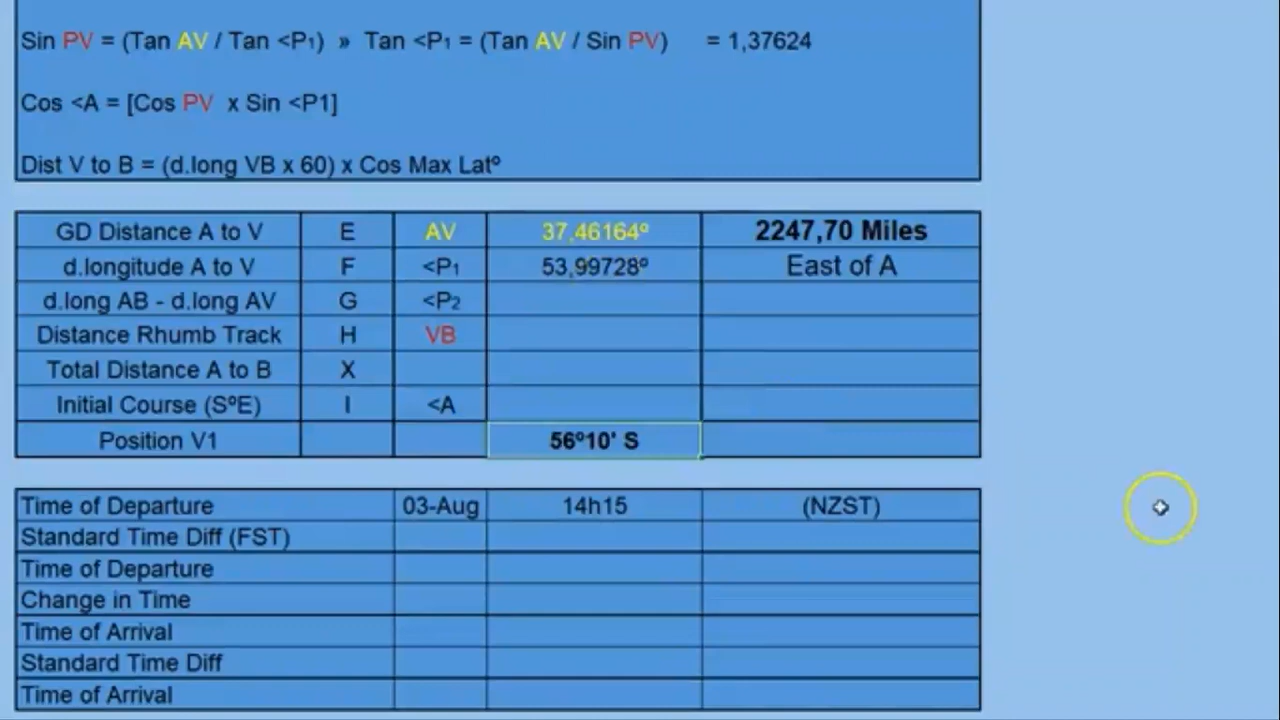 Sin PV = (Tan AV / Tan <P1) » Tan <P1 = (Tan AV / Sin PV) = 1,37624
Cos <A = [Cos PV x Sin <P1]
Dist V to B = (d.long VB x 60) x Cos Max Latº
GD Distance A to V E AV 37,46164º 2247,70 Miles
d.longitude A to V F <P1 53,99728º East of A
d.long AB - d.long AV G <P2
Distance Rhumb Track H VB
Total Distance A to B X
Initial Course (SºE) I <A
Position V1 56º10' S
Time of Departure 03-Aug 14h15 (NZST)
Standard Time Diff (FST)
Time of Departure
Change in Time
Time of Arrival
Standard Time Diff
Time of Arrival